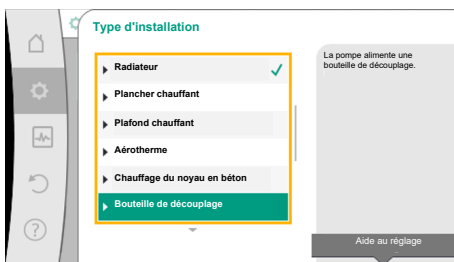 Type d'installation
Radiateur
Plancher chauffant
Plafond chauffant
Aérotherme
Chauffage du noyau en béton
Bouteille de découplage
La pompe alimente une
bouteille de découplage.
Aide au réglage
?